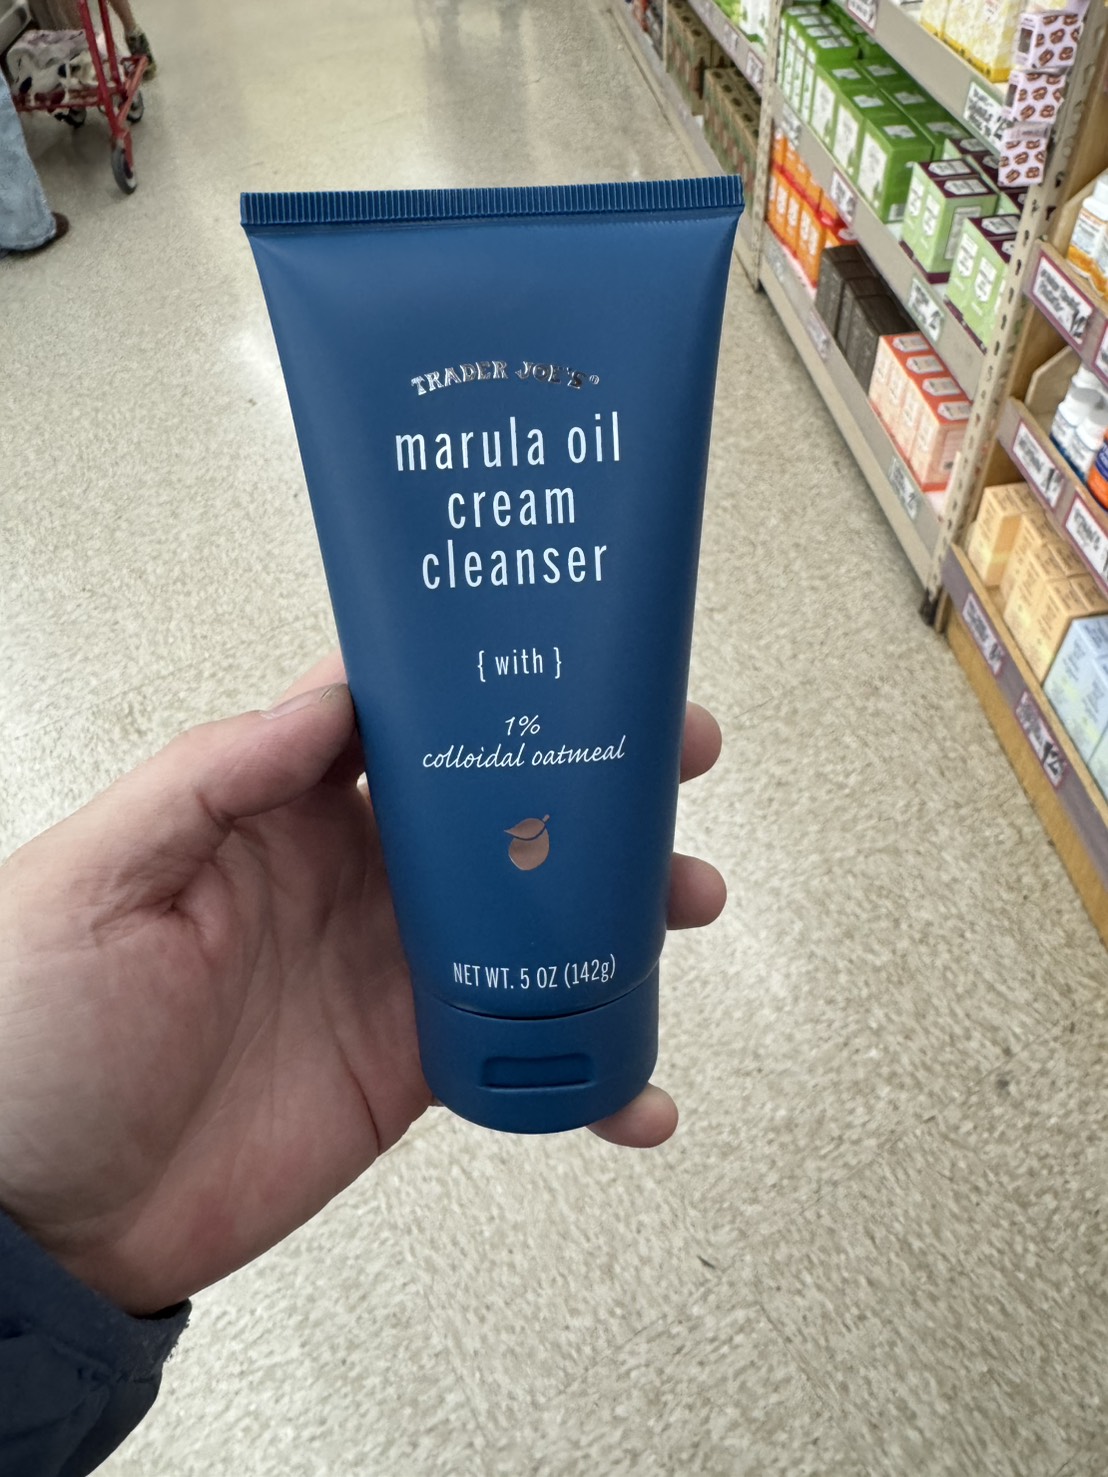 TRADER JOE'S®
marula oil
cream
cleanser
{ with }
1%
colloidal oatmeal
NET WT. 5 OZ (142g)